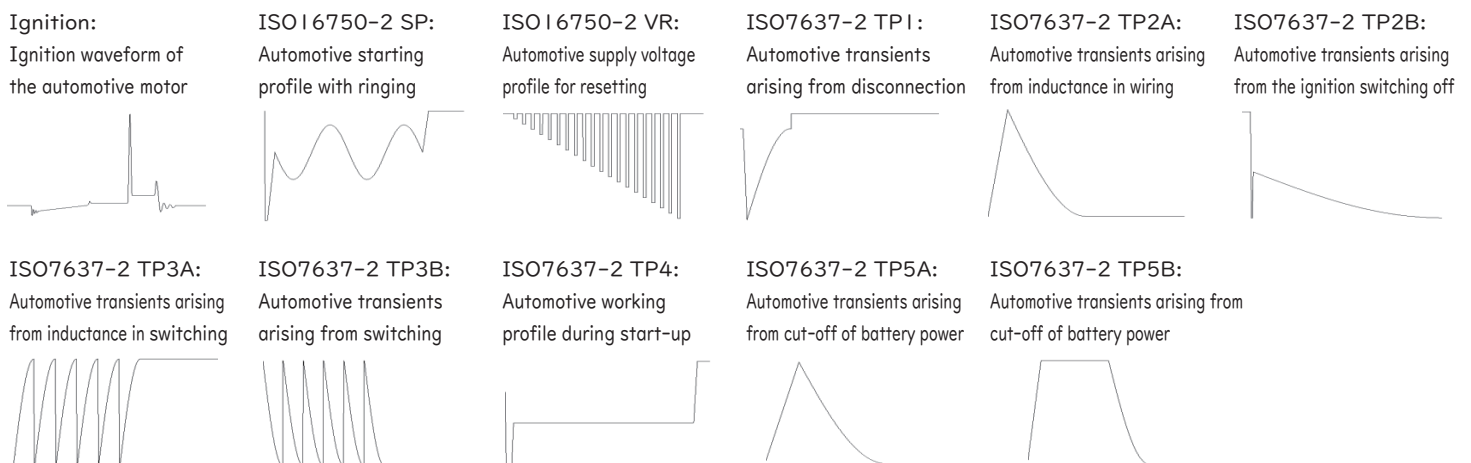 Ignition:
Ignition waveform of
the automotive motor
ISO16750-2 SP:
Automotive starting
profile with ringing
ISO16750-2 VR:
Automotive supply voltage
profile for resetting
ISO7637-2 TP1:
Automotive transients
arising from disconnection
ISO7637-2 TP2A:
Automotive transients arising
from inductance in wiring
ISO7637-2 TP2B:
Automotive transients arising
from the ignition switching off
ISO7637-2 TP3A:
Automotive transients arising
from inductance in switching
ISO7637-2 TP3B:
Automotive transients
arising from switching
ISO7637-2 TP4:
Automotive working
profile during start-up
ISO7637-2 TP5A:
Automotive transients arising
from cut-off of battery power
ISO7637-2 TP5B:
Automotive transients arising from
cut-off of battery power